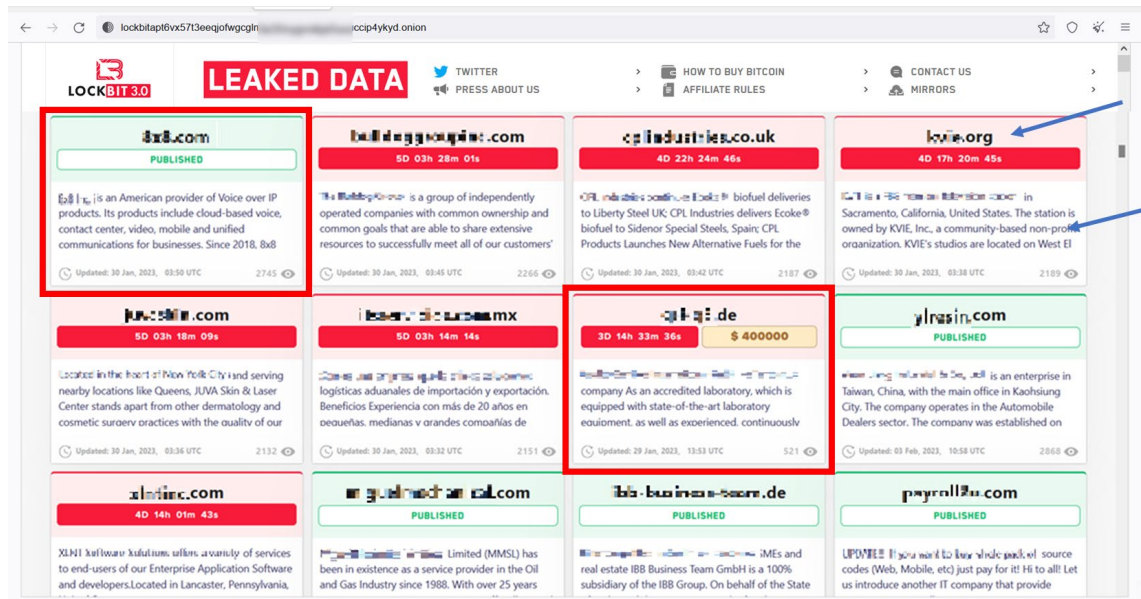 lockbitapt6vx57t3eeqjofwgcgln ccip4ykyd.onion
LOCKBIT 3.0
LEAKED DATA
TWITTER
PRESS ABOUT US
HOW TO BUY BITCOIN
AFFILIATE RULES
CONTACT US
MIRRORS
.com
PUBLISHED
is an American provider of Voice over IP
products. Its products include cloud-based voice,
contact center, video, mobile and unified
communications for businesses. Since 2018, 8x8
Updated: 30 Jan, 2023, 03:50 UTC 2745
.com
5D 03h 28m 01s
is a group of independently
operated companies with common ownership and
common goals that are able to share extensive
resources to successfully meet all of our customers'
Updated: 30 Jan, 2023, 03:45 UTC 2266
.co.uk
4D 22h 24m 46s
biofuel deliveries
to Liberty Steel UK; CPL Industries delivers Ecoke®
biofuel to Sidenor Special Steels, Spain; CPL
Products Launches New Alternative Fuels for the
Updated: 30 Jan, 2023, 03:42 UTC 2187
.org
4D 17h 20m 45s
in
Sacramento, California, United States. The station is
owned by KVIE, Inc., a community-based non-profit
organization. KVIE's studios are located on West El
Updated: 30 Jan, 2023, 03:38 UTC 2189
.com
5D 03h 18m 09s
and serving
nearby locations like Queens, JUVA Skin & Laser
Center stands apart from other dermatology and
cosmetic surgery practices with the quality of our
Updated: 30 Jan, 2023, 03:36 UTC 2132
.mx
5D 03h 14m 14s
logísticas aduanales de importación y exportación.
Beneficios Experiencia con más de 20 años en
pequeñas, medianas y grandes compañías de
Updated: 30 Jan, 2023, 03:32 UTC 2151
.de
3D 14h 33m 36s
$ 400000
company As an accredited laboratory, which is
equipped with state-of-the-art laboratory
equipment, as well as experienced, continuously
Updated: 29 Jan, 2023, 13:53 UTC 521
.com
PUBLISHED
is an enterprise in
Taiwan, China, with the main office in Kaohsiung
City. The company operates in the Automobile
Dealers sector. The company was established on
Updated: 03 Feb, 2023, 10:58 UTC 2868
.com
4D 14h 01m 43s
of services
to end-users of our Enterprise Application Software
and developers.Located in Lancaster, Pennsylvania,
.com
PUBLISHED
Limited (MMSL) has
been in existence as a service provider in the Oil
and Gas Industry since 1988. With over 25 years
.de
PUBLISHED
SMEs and
real estate IBB Business Team GmbH is a 100%
subsidiary of the IBB Group. On behalf of the State
.com
PUBLISHED
of source
codes (Web, Mobile, etc) just pay for it! Hi to all! Let
us introduce another IT company that provide